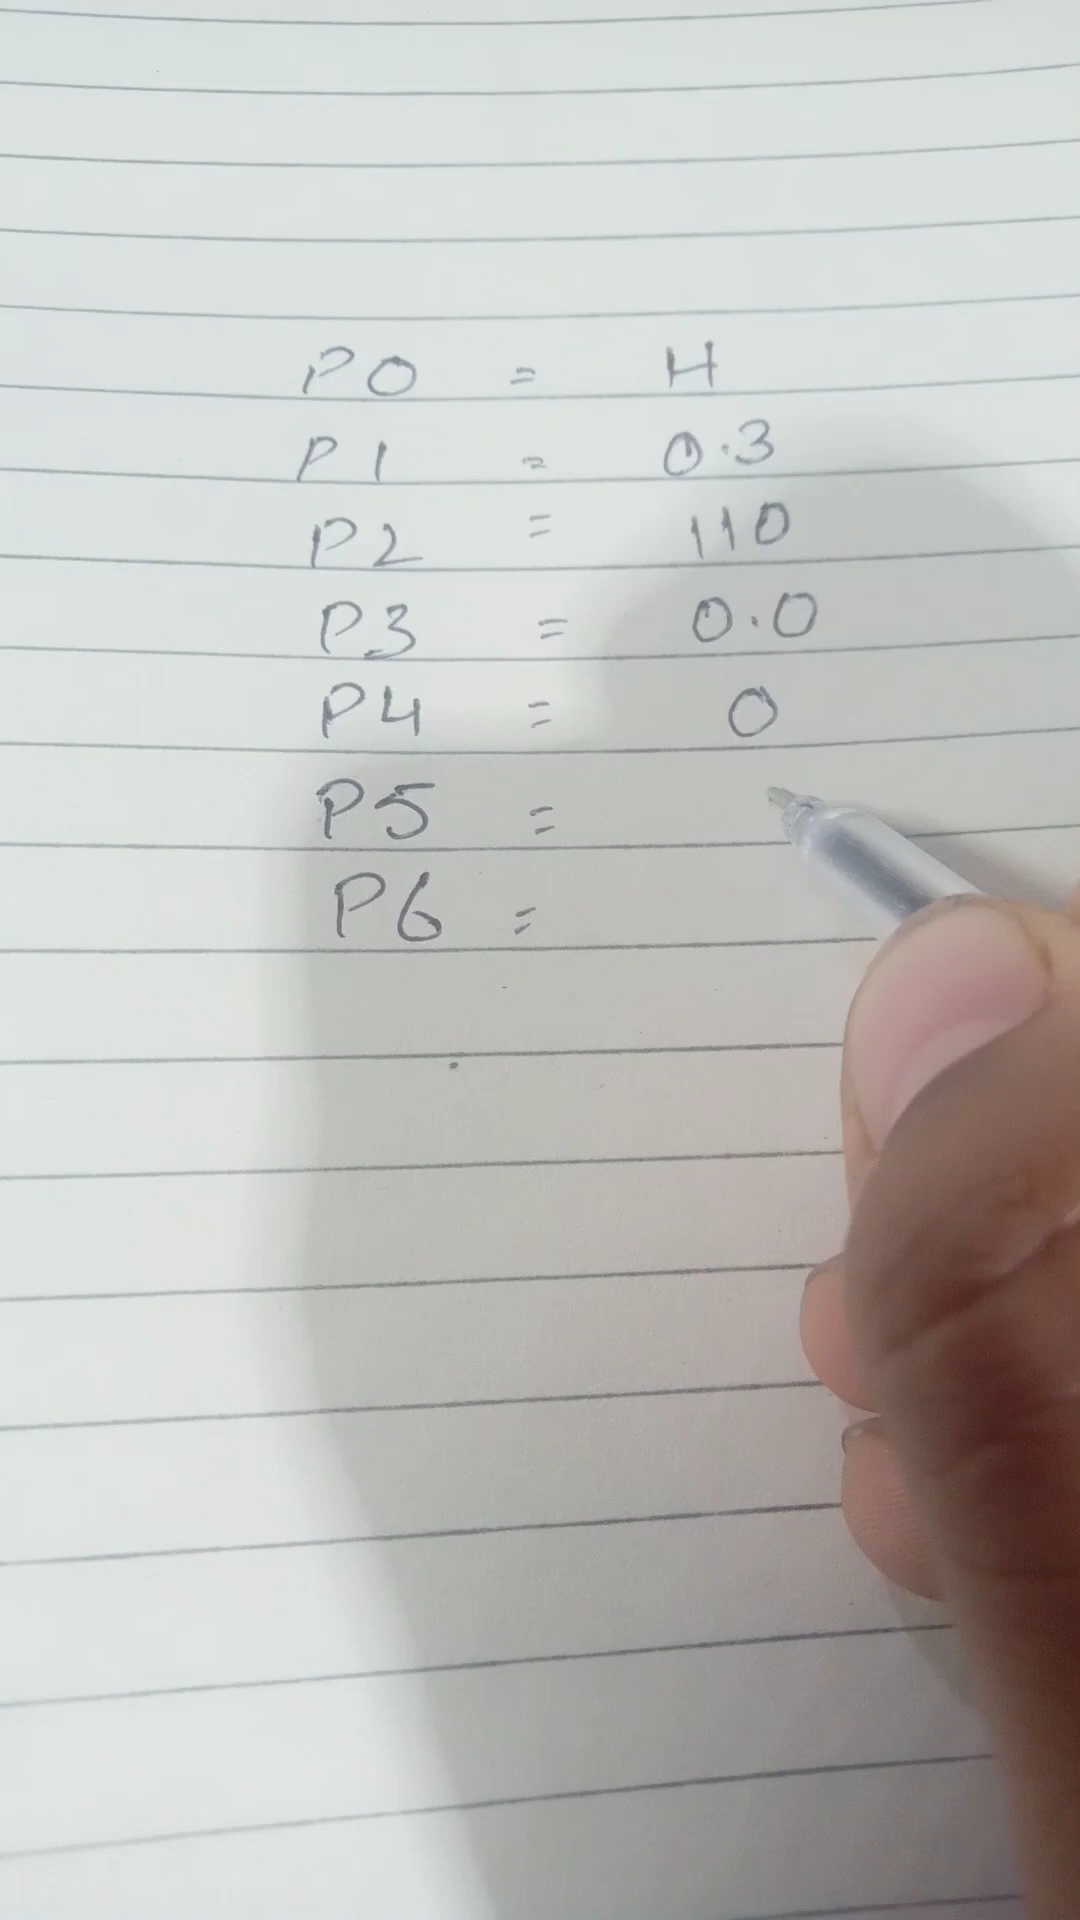 P0 = H
P1 = 0.3
P2 = 110
P3 = 0.0
P4 = 0
P5 =
P6 =